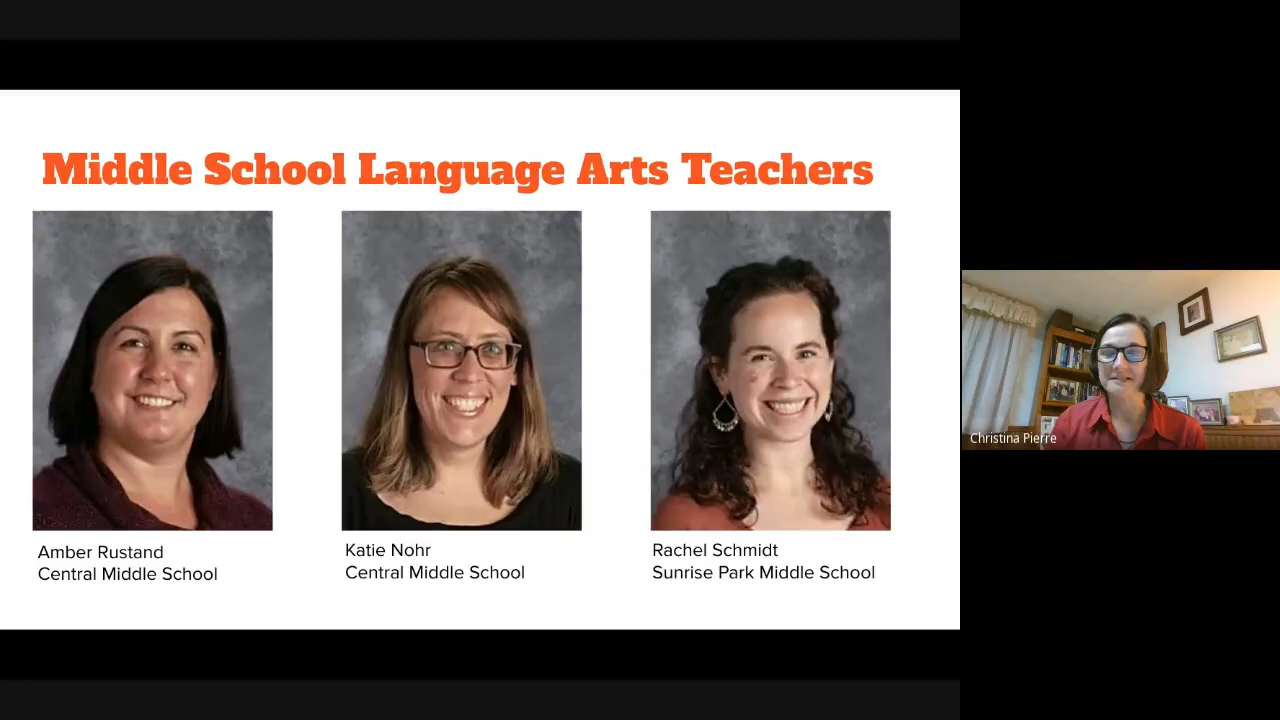 Middle School Language Arts Teachers
Amber Rustand
Central Middle School
Katie Nohr
Central Middle School
Rachel Schmidt
Sunrise Park Middle School
Christina Pierre